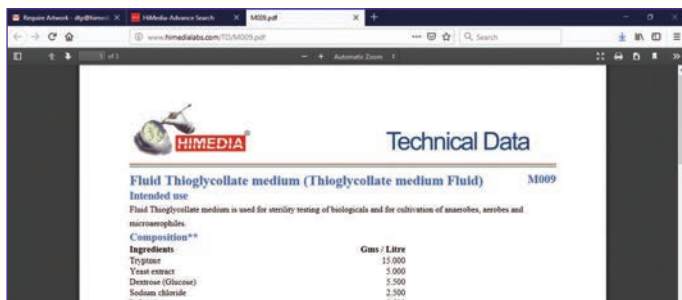 Require Artwork - dtp@himedi
HiMedia-Advance Search
M009.pdf
www.himedialabs.com/TD/M009.pdf
Search
of 3
Automatic Zoom
HIMEDIA
Technical Data
Fluid Thioglycollate medium (Thioglycollate medium Fluid) M009
Intended use
Fluid Thioglycollate medium is used for sterility testing of biologicals and for cultivation of anaerobes, aerobes and
microaerophiles.
Composition**
Ingredients Gms / Litre
Tryptone 15.000
Yeast extract 5.000
Dextrose (Glucose) 5.500
Sodium chloride 2.500